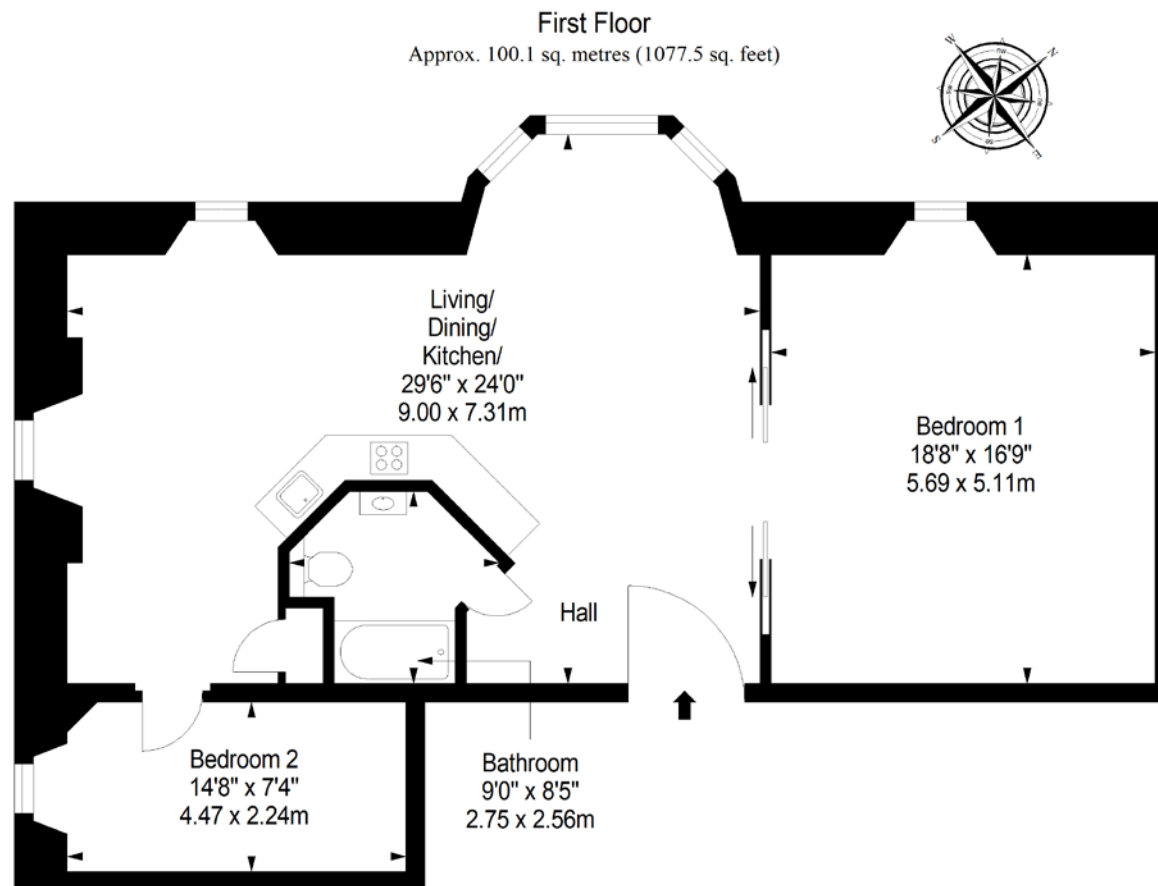 First Floor
Approx. 100.1 sq. metres (1077.5 sq. feet)
W
N
S
E
Living/
Dining/
Kitchen/
29'6" x 24'0"
9.00 x 7.31m
Bedroom 1
18'8" x 16'9"
5.69 x 5.11m
Hall
Bedroom 2
14'8" x 7'4"
4.47 x 2.24m
Bathroom
9'0" x 8'5"
2.75 x 2.56m